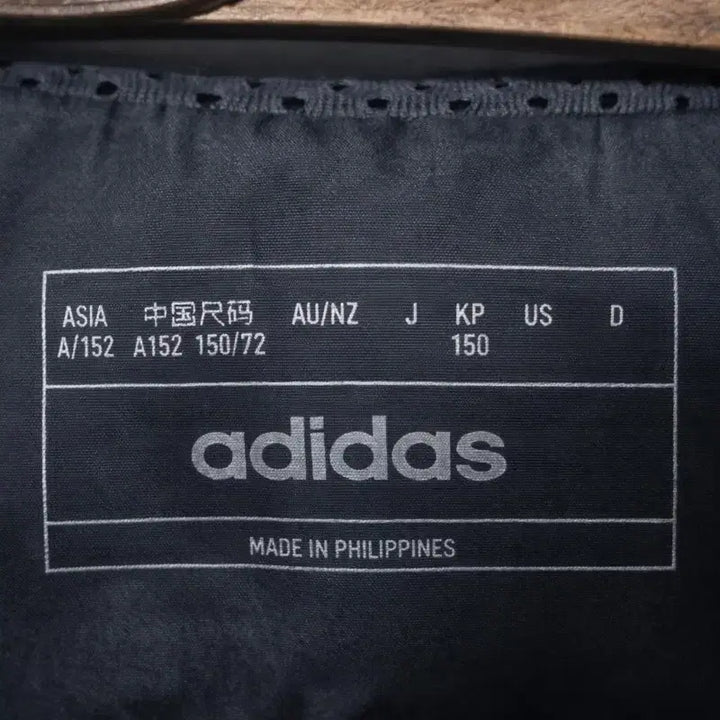 ASIA 中国尺码 AU/NZ J KP US D
A/152 A152 150/72 150
adidas
MADE IN PHILIPPINES